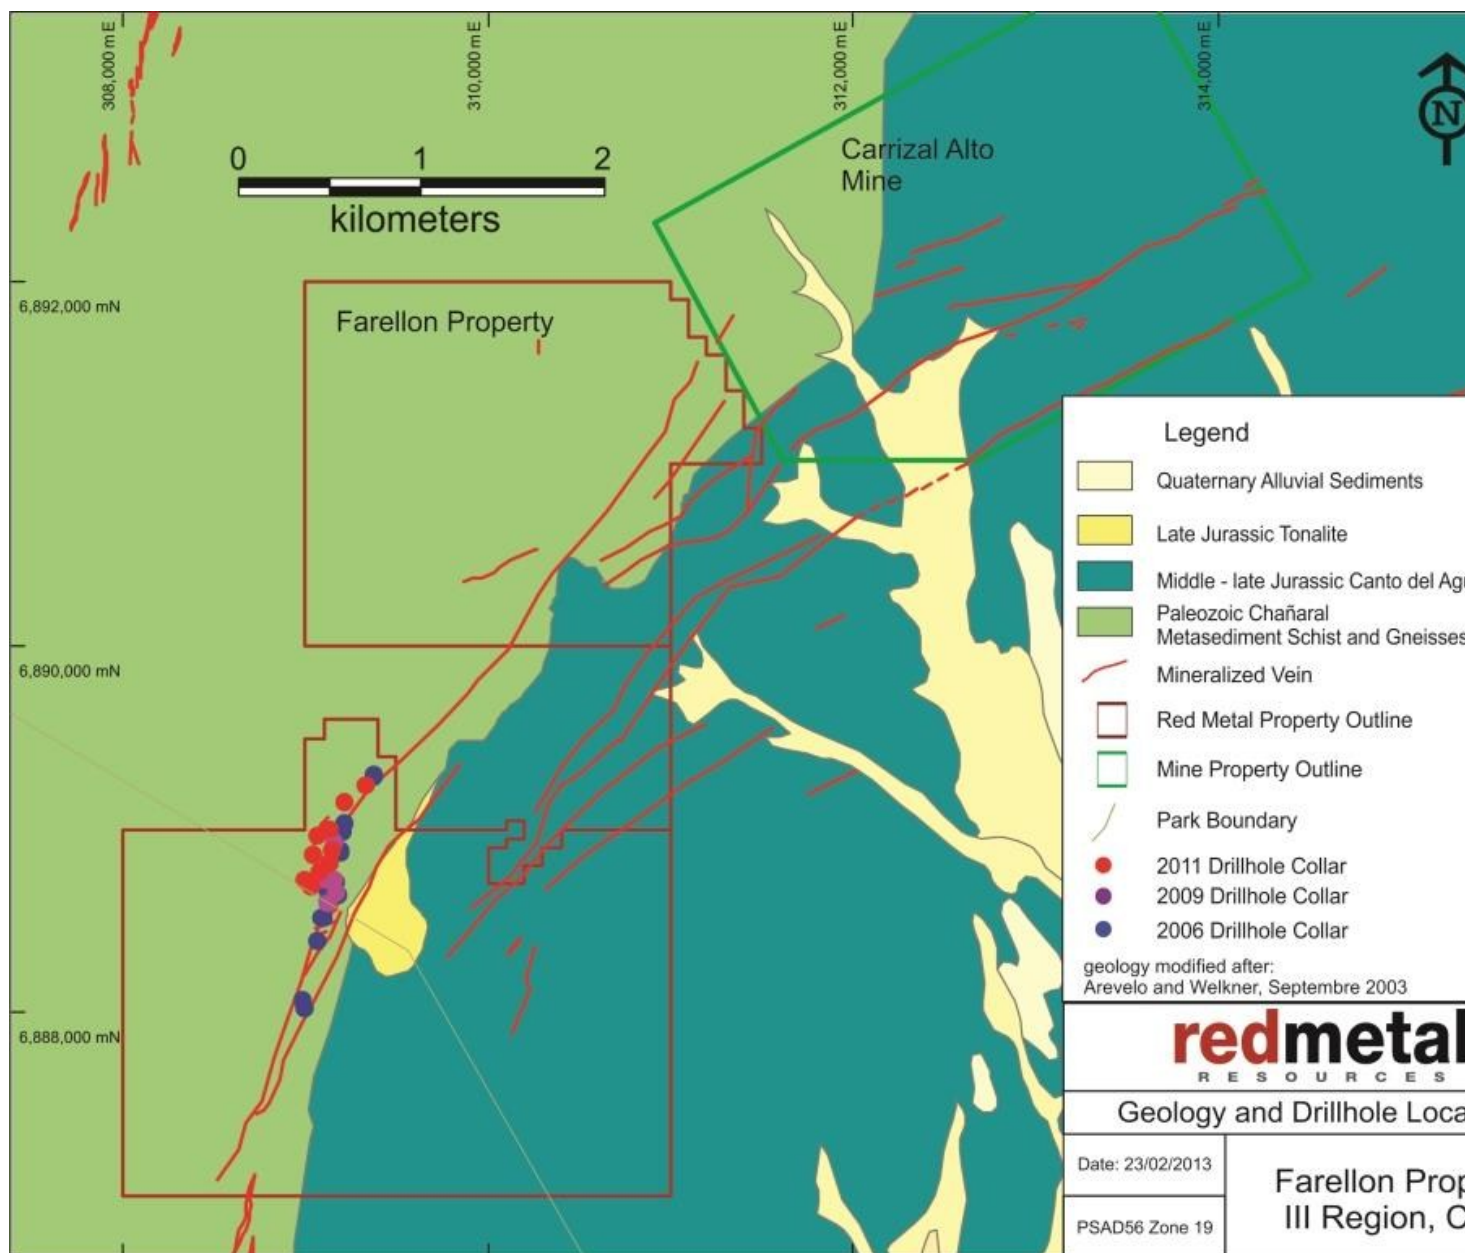 308,000 mE
310,000 mE
312,000 mE
314,000 mE
N
0 1 2
kilometers
Carrizal Alto
Mine
6,892,000 mN
Farellon Property
6,890,000 mN
6,888,000 mN
Legend
Quaternary Alluvial Sediments
Late Jurassic Tonalite
Middle - late Jurassic Canto del Agu
Paleozoic Chañaral
Metasediment Schist and Gneisses
Mineralized Vein
Red Metal Property Outline
Mine Property Outline
Park Boundary
2011 Drillhole Collar
2009 Drillhole Collar
2006 Drillhole Collar
geology modified after:
Arevelo and Welkner, Septembre 2003
redmetal
RESOURCES
Geology and Drillhole Loca
Date: 23/02/2013
PSAD56 Zone 19
Farellon Prop
III Region, C